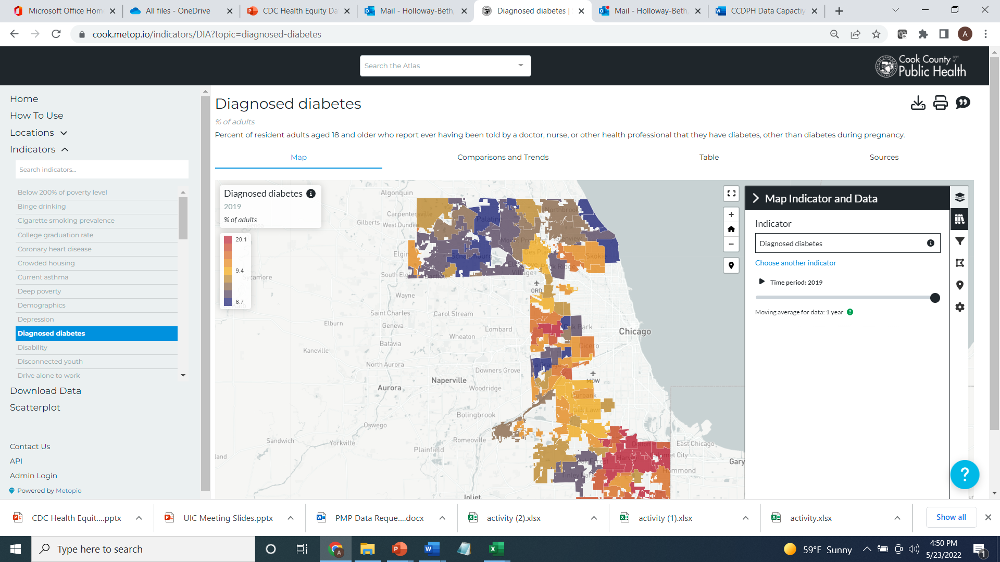 Microsoft Office Hom
All files - OneDrive
CDC Health Equity Da
Mail - Holloway-Beth,
Diagnosed diabetes |
Mail - Holloway-Beth,
CCDPH Data Capactiy
cook.metop.io/indicators/DIA?topic=diagnosed-diabetes
A
Search the Atlas
Cook County DEPT. of
Public Health
Home
How To Use
Locations
Indicators
Search indicators...
Below 200% of poverty level
Binge drinking
Cigarette smoking prevalence
College graduation rate
Coronary heart disease
Crowded housing
Current asthma
Deep poverty
Demographics
Depression
Diagnosed diabetes
Disability
Disconnected youth
Drive alone to work
Download Data
Scatterplot
Contact Us
API
Admin Login
Powered by Metopio
Diagnosed diabetes
% of adults
Percent of resident adults aged 18 and older who report ever having been told by a doctor, nurse, or other health professional that they have diabetes, other than diabetes during pregnancy.
Map
Comparisons and Trends
Table
Sources
Diagnosed diabetes
2019
% of adults
20.1
9.4
6.7
Algonquin
Carpentersville
Gilberts
West Dundee
Palatine
Northbrook
Mount Prospect
Glenview
Elgin
Schaumburg
Des Plaines
Skokie
Elk Grove
Village
Park Ridge
South Elgin
Bartlett
Sycamore
ORD
Wayne
Saint Charles
Carol Stream
Elburn
Geneva
Lombard
Oak Park
Chicago
Wheaton
Batavia
Kaneville
Cicero
North Aurora
La Grange
Downers Grove
MDW
Naperville
Aurora
Woodridge
Burbank
Oak Lawn
Bolingbrook
Oswego
Sandwich
Yorkville
Romeoville
Plainfield
Dolton
East Chicago
Harvey
Calumet City
Oak Forest
Gary
Tinley Park
Hammond
Joliet
land
Map Indicator and Data
Indicator
Diagnosed diabetes
Choose another indicator
Time period: 2019
Moving average for data: 1 year
?
CDC Health Equit....pptx
UIC Meeting Slides.pptx
PMP Data Reque....docx
activity (2).xlsx
activity (1).xlsx
activity.xlsx
Show all
Type here to search
59°F Sunny
4:50 PM
5/23/2022
1